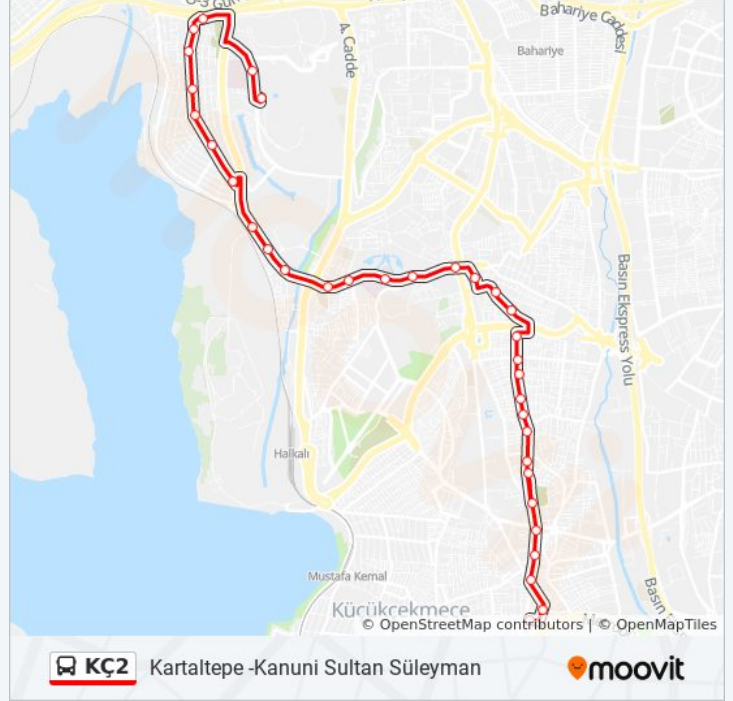 O-3 Gün
Bahariye Caddesi
A. Cadde
Bahariye
Basın Ekspress Yolu
Halkalı
Mustafa Kemal
Basın
Küçükçekmece
© OpenStreetMap contributors | © OpenMapTiles
KÇ2 Kartaltepe -Kanuni Sultan Süleyman moovit